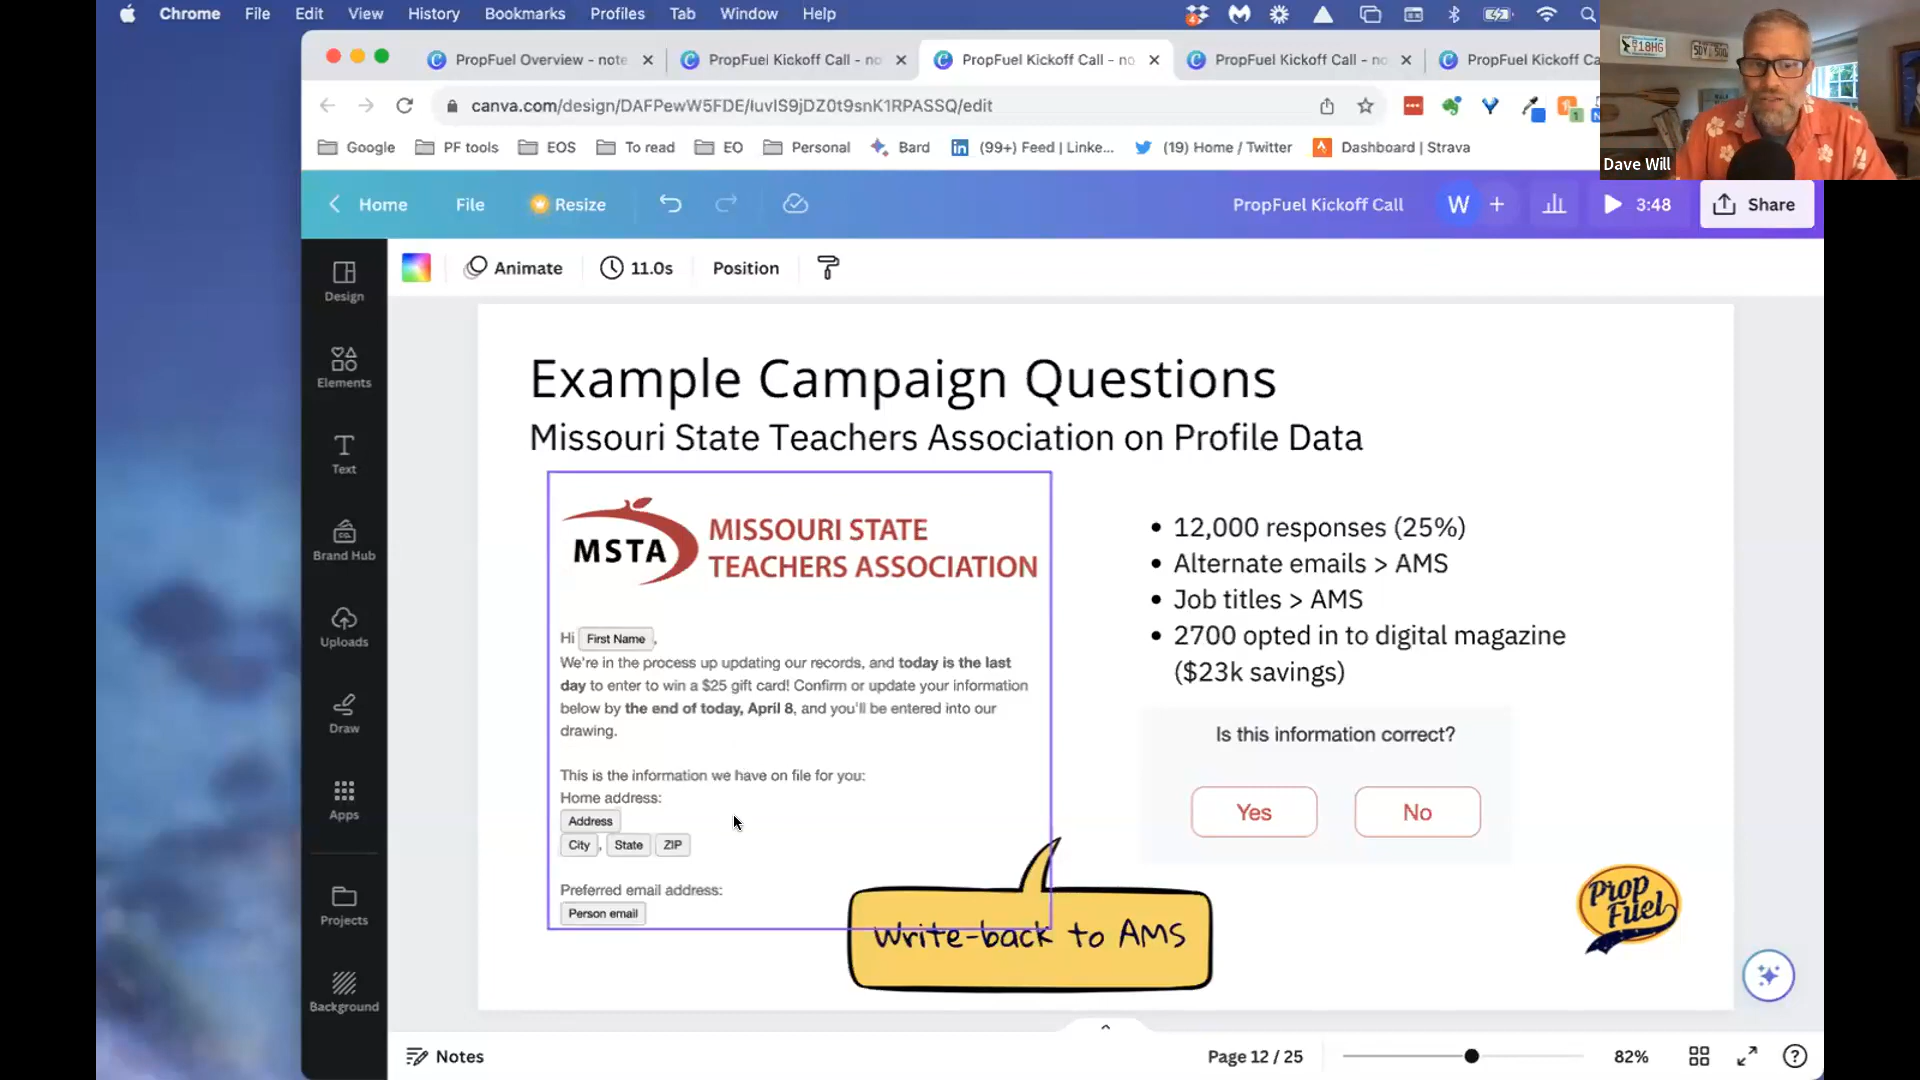 Chrome File Edit View History Bookmarks Profiles Tab Window Help
4
PropFuel Overview - note
PropFuel Kickoff Call - no
PropFuel Kickoff Call - no
PropFuel Kickoff Call - no
PropFuel Kickoff Ca
canva.com/design/DAFPewW5FDE/IuvIS9jDZ0t9snK1RPASSQ/edit
1
Google PF tools EOS To read EO Personal Bard (99+) Feed | Linke... (19) Home / Twitter Dashboard | Strava
Dave Will
Home File Resize PropFuel Kickoff Call W + 3:48 Share
Animate 11.0s Position
Design
Elements
Text
Brand Hub
Uploads
Draw
Apps
Projects
Background
Example Campaign Questions
Missouri State Teachers Association on Profile Data
MSTA
MISSOURI STATE
TEACHERS ASSOCIATION
Hi First Name ,
We're in the process up updating our records, and today is the last
day to enter to win a $25 gift card! Confirm or update your information
below by the end of today, April 8, and you'll be entered into our
drawing.
This is the information we have on file for you:
Home address:
Address
City , State ZIP
Preferred email address:
Person email
Write-back to AMS
• 12,000 responses (25%)
• Alternate emails > AMS
• Job titles > AMS
• 2700 opted in to digital magazine
($23k savings)
Is this information correct?
Yes No
Prop
Fuel
Notes Page 12 / 25 82%